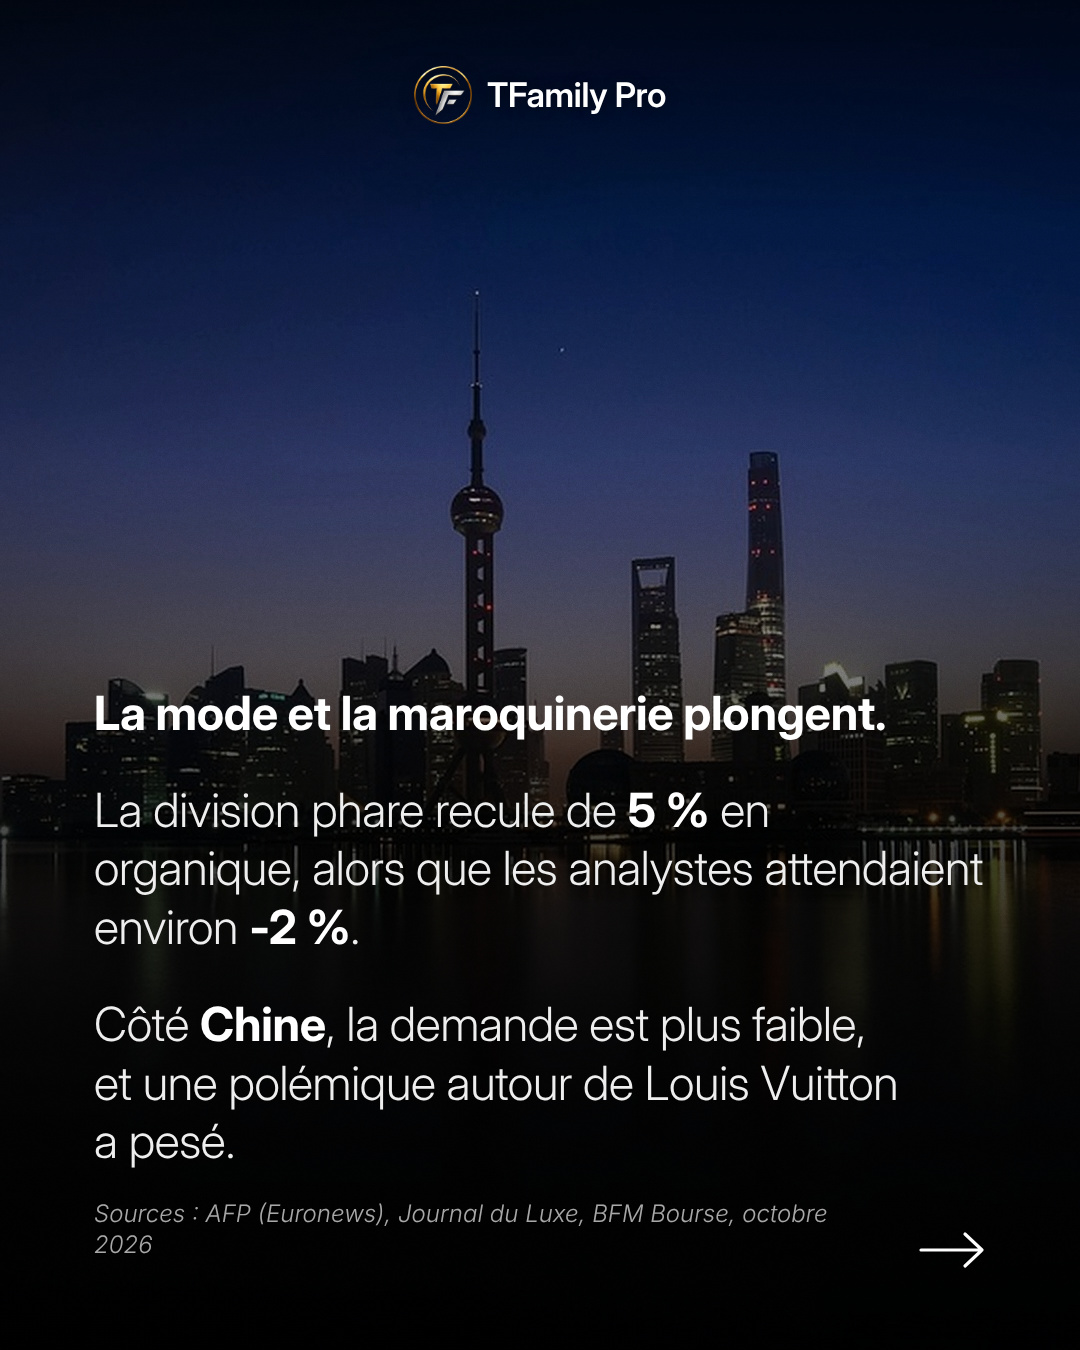 TFamily Pro
La mode et la maroquinerie plongent.
La division phare recule de 5 % en
organique, alors que les analystes attendaient
environ -2 %.
Côté Chine, la demande est plus faible,
et une polémique autour de Louis Vuitton
a pesé.
Sources : AFP (Euronews), Journal du Luxe, BFM Bourse, octobre
2026